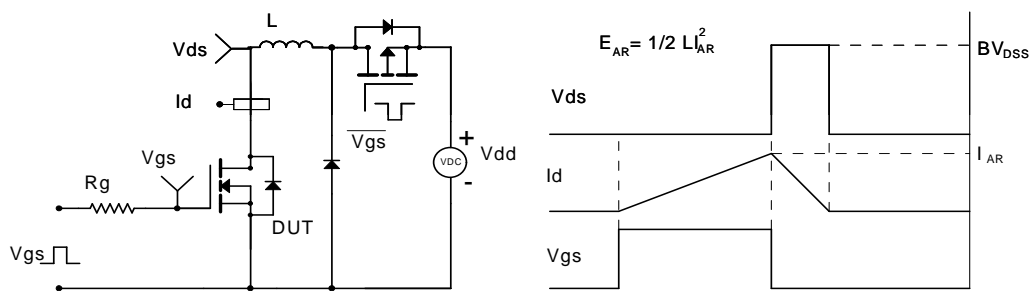 L
Vds
Id
Vgs
Rg
DUT
Vgs
Vgs
+
VDC
-
Vdd
E_AR = 1/2 LI²_AR
BV_DSS
Vds
I_AR
Id
Vgs